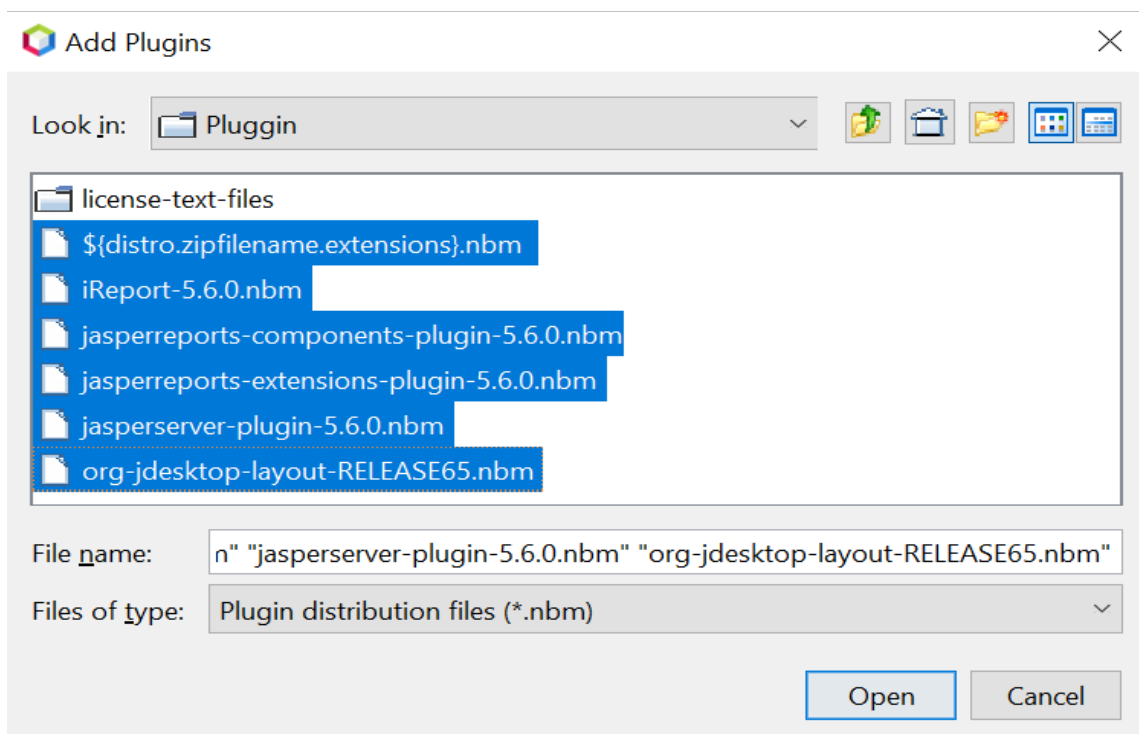 Add Plugins
Look in: Pluggin
license-text-files
${distro.zipfilename.extensions}.nbm
iReport-5.6.0.nbm
jasperreports-components-plugin-5.6.0.nbm
jasperreports-extensions-plugin-5.6.0.nbm
jasperserver-plugin-5.6.0.nbm
org-jdesktop-layout-RELEASE65.nbm
File name: n" "jasperserver-plugin-5.6.0.nbm" "org-jdesktop-layout-RELEASE65.nbm"
Files of type: Plugin distribution files (*.nbm)
Open Cancel